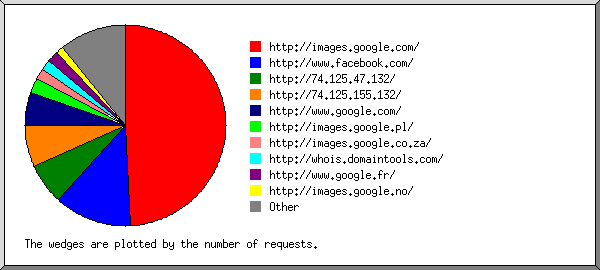 http://images.google.com/
http://www.facebook.com/
http://74.125.47.132/
http://74.125.155.132/
http://www.google.com/
http://images.google.pl/
http://images.google.co.za/
http://whois.domaintools.com/
http://www.google.fr/
http://images.google.no/
Other
The wedges are plotted by the number of requests.